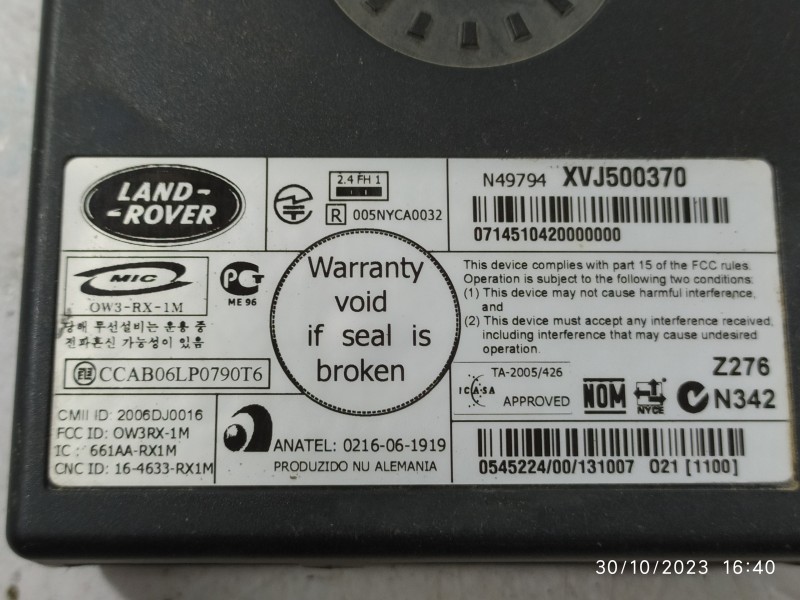 LAND-
-ROVER
2.4 FH 1
R 005NYCA0032
N49794 XVJ500370
0714510420000000
MIC
OW3-RX-1M
ME 96
당해 무선설비는 운용 중
전파혼신 가능성이 있음
CCAB06LP0790T6
Warranty
void
if seal is
broken
This device complies with part 15 of the FCC rules.
Operation is subject to the following two conditions:
(1) This device may not cause harmful interference,
and
(2) This device must accept any interference received,
including interference that may cause undesired
operation.
TA-2005/426
ICASA
APPROVED
NOM
NYCE
Z276
N342
CMII ID: 2006DJ0016
FCC ID: OW3RX-1M
IC : 661AA-RX1M
CNC ID: 16-4633-RX1M
ANATEL: 0216-06-1919
PRODUZIDO NU ALEMANIA
0545224/00/131007 021 [1100]
30/10/2023 16:40